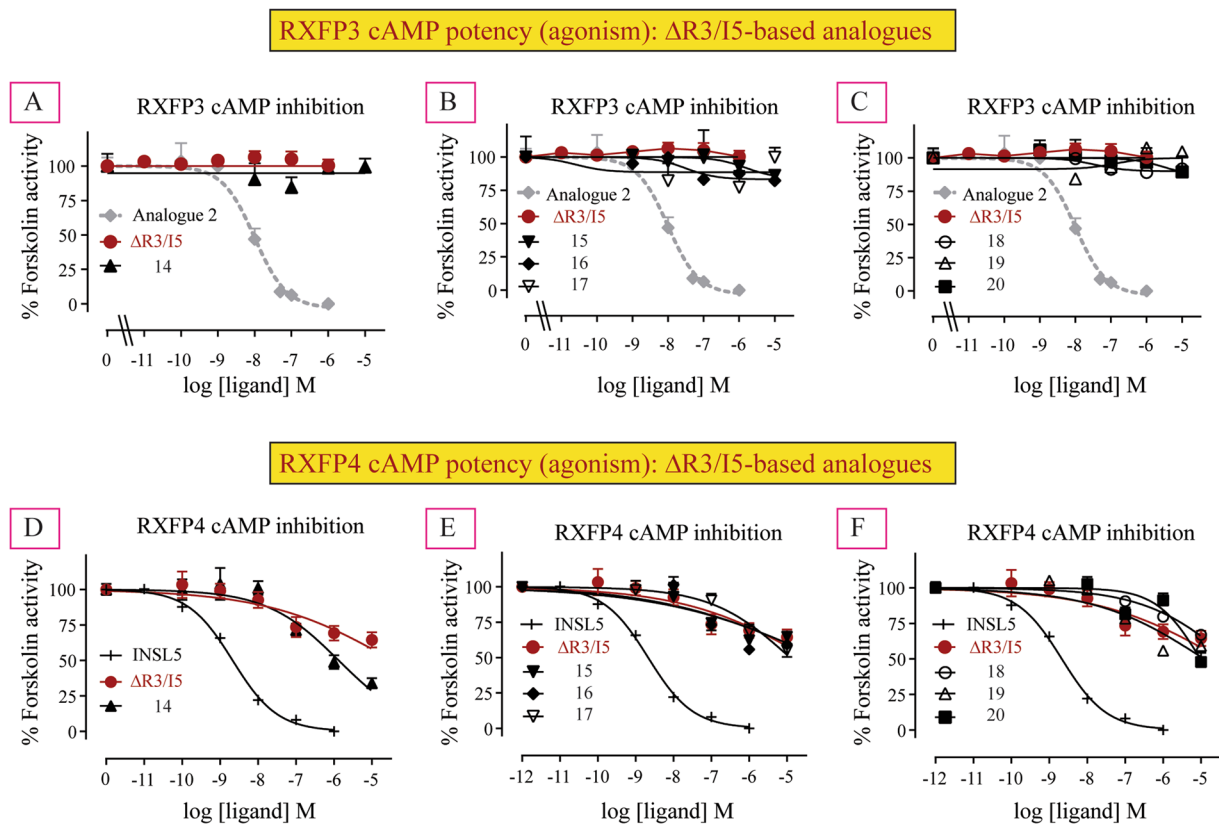 RXFP3 cAMP potency (agonism): ΔR3/I5-based analogues
A
RXFP3 cAMP inhibition
% Forskolin activity
100
75
50
25
0
Analogue 2
ΔR3/I5
14
0 -11 -10 -9 -8 -7 -6 -5
log [ligand] M
B
RXFP3 cAMP inhibition
% Forskolin activity
100
75
50
25
0
Analogue 2
ΔR3/I5
15
16
17
0 -11 -10 -9 -8 -7 -6 -5
log [ligand] M
C
RXFP3 cAMP inhibition
% Forskolin activity
100
75
50
25
0
Analogue 2
ΔR3/I5
18
19
20
0 -11 -10 -9 -8 -7 -6 -5
log [ligand] M
RXFP4 cAMP potency (agonism): ΔR3/I5-based analogues
D
RXFP4 cAMP inhibition
% Forskolin activity
100
75
50
25
0
INSL5
ΔR3/I5
14
0 -11 -10 -9 -8 -7 -6 -5
log [ligand] M
E
RXFP4 cAMP inhibition
% Forskolin activity
100
75
50
25
0
INSL5
ΔR3/I5
15
16
17
-12 -11 -10 -9 -8 -7 -6 -5
log [ligand] M
F
RXFP4 cAMP inhibition
% Forskolin activity
100
75
50
25
0
INSL5
ΔR3/I5
18
19
20
-12 -11 -10 -9 -8 -7 -6 -5
log [ligand] M